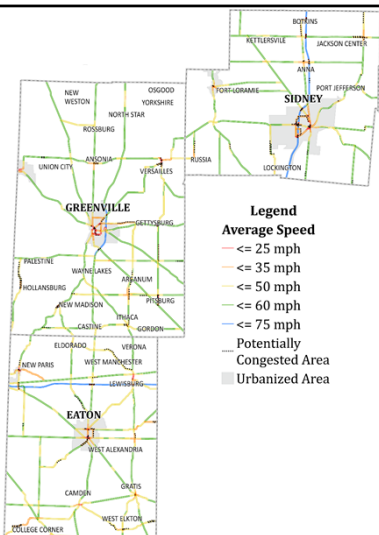 BOTKINS
KETTLERSVILLE
JACKSON CENTER
ANNA
FORT LORAMIE
PORT JEFFERSON
SIDNEY
LOCKINGTON
RUSSIA
NEW
WESTON
OSGOOD
YORKSHIRE
NORTH STAR
ROSSBURG
ANSONIA
UNION CITY
VERSAILLES
GREENVILLE
GETTYSBURG
PALESTINE
WAYNE LAKES
HOLLANSBURG
ARCANUM
PITSBURG
NEW MADISON
ITHACA
CASTINE
GORDON
ELDORADO
VERONA
WEST MANCHESTER
NEW PARIS
LEWISBURG
EATON
WEST ALEXANDRIA
CAMDEN
GRATIS
WEST ELKTON
COLLEGE CORNER
Legend
Average Speed
<= 25 mph
<= 35 mph
<= 50 mph
<= 60 mph
<= 75 mph
Potentially
Congested Area
Urbanized Area